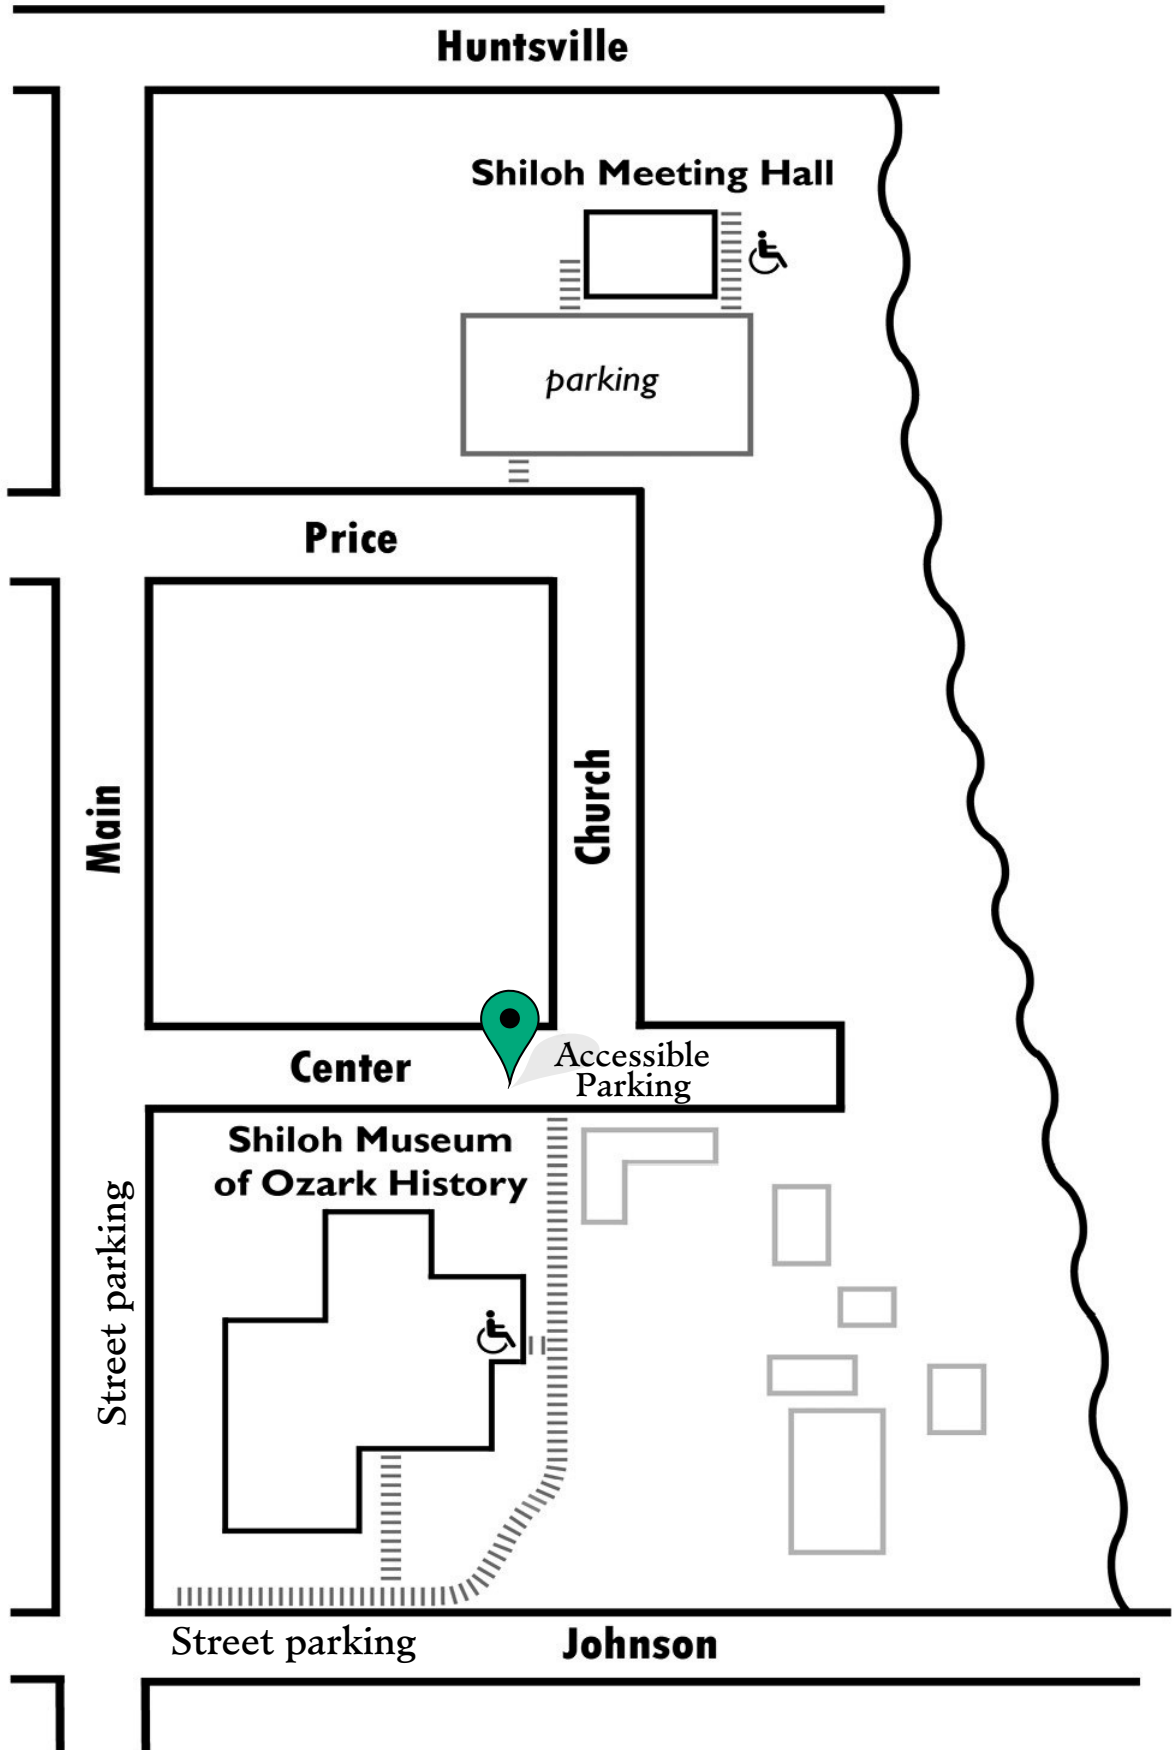 Huntsville
Shiloh Meeting Hall
parking
Price
Church
Main
Center
Accessible
Parking
Shiloh Museum
of Ozark History
Street parking
Street parking
Johnson